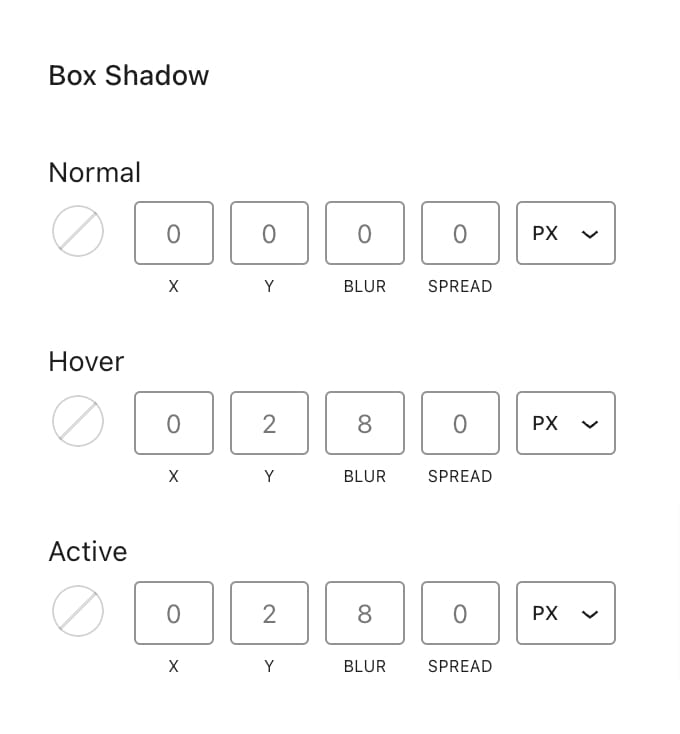 Box Shadow
Normal
0 0 0 0 PX
X Y BLUR SPREAD
Hover
0 2 8 0 PX
X Y BLUR SPREAD
Active
0 2 8 0 PX
X Y BLUR SPREAD